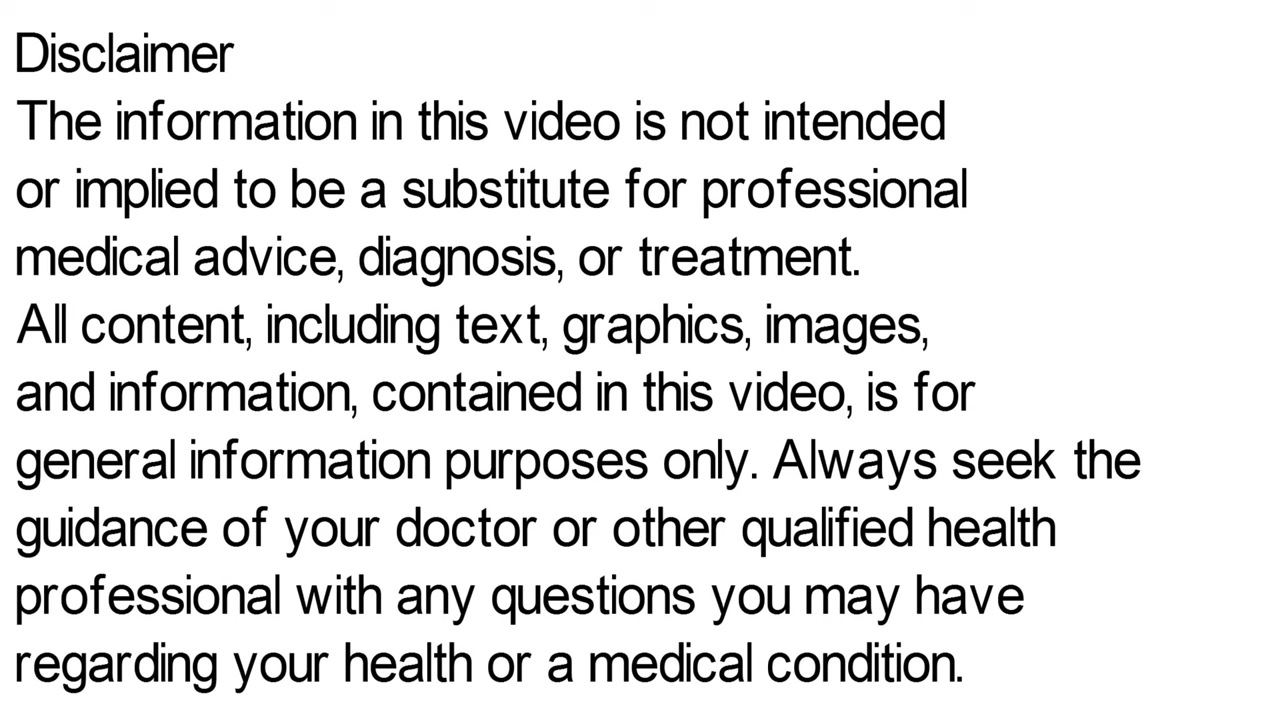 Disclaimer
The information in this video is not intended
or implied to be a substitute for professional
medical advice, diagnosis, or treatment.
All content, including text, graphics, images,
and information, contained in this video, is for
general information purposes only. Always seek the
guidance of your doctor or other qualified health
professional with any questions you may have
regarding your health or a medical condition.